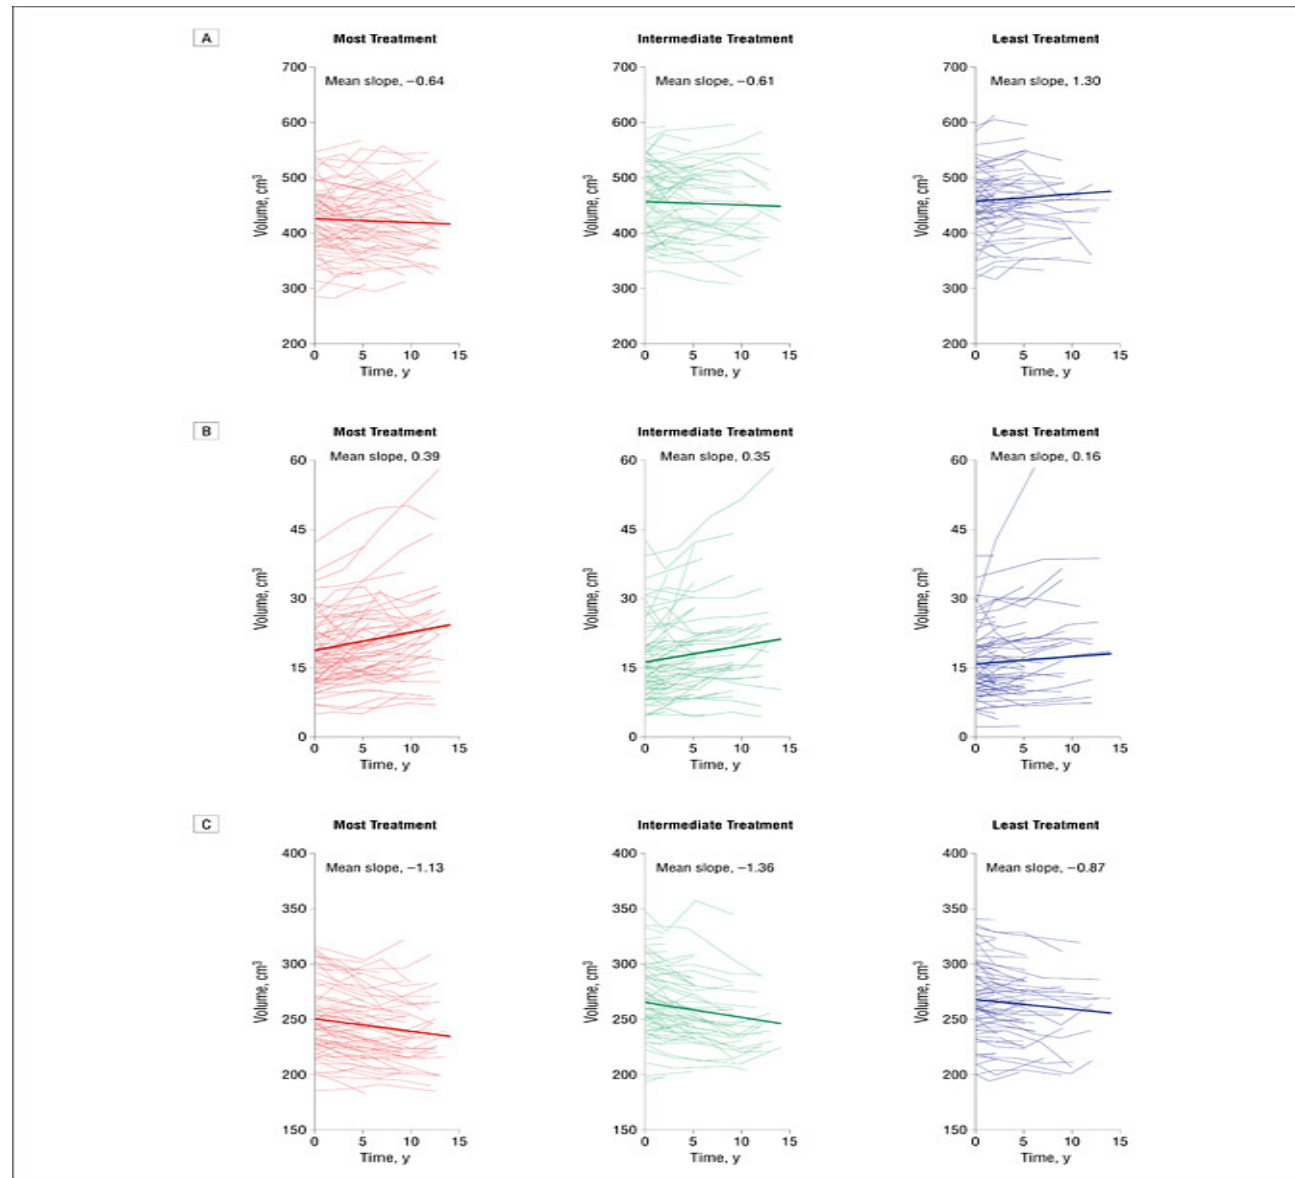 A
Most Treatment Intermediate Treatment Least Treatment
Mean slope, −0.64 Mean slope, −0.61 Mean slope, 1.30
700 700 700
600 600 600
500 500 500
400 400 400
300 300 300
200 200 200
Volume, cm³ Volume, cm³ Volume, cm³
0 5 10 15 0 5 10 15 0 5 10 15
Time, y Time, y Time, y
B
Most Treatment Intermediate Treatment Least Treatment
Mean slope, 0.39 Mean slope, 0.35 Mean slope, 0.16
60 60 60
45 45 45
30 30 30
15 15 15
0 0 0
Volume, cm³ Volume, cm³ Volume, cm³
0 5 10 15 0 5 10 15 0 5 10 15
Time, y Time, y Time, y
C
Most Treatment Intermediate Treatment Least Treatment
Mean slope, −1.13 Mean slope, −1.36 Mean slope, −0.87
400 400 400
350 350 350
300 300 300
250 250 250
200 200 200
150 150 150
Volume, cm³ Volume, cm³ Volume, cm³
0 5 10 15 0 5 10 15 0 5 10 15
Time, y Time, y Time, y